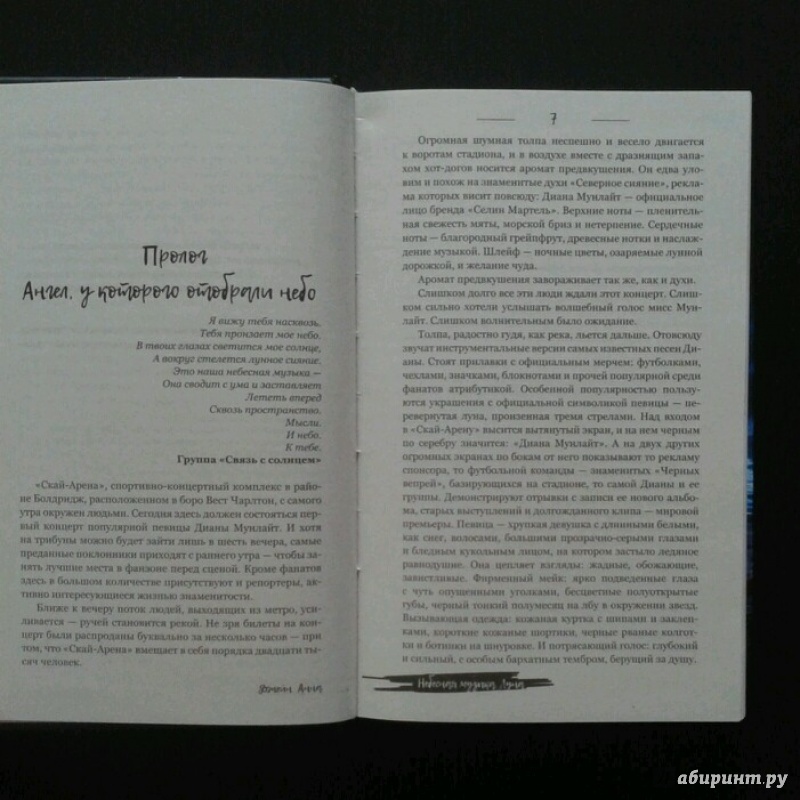 Пролог
Ангел, у которого отобрали небо
Я вижу тебя насквозь.
Тебя пронзает мое небо.
В твоих глазах светится мое солнце,
А вокруг стелется лунное сияние.
Это наша небесная музыка —
Она сводит с ума и заставляет
Лететь вперед
Сквозь пространство.
Мысли.
И небо.
К тебе.
Группа «Связь с солнцем»
«Скай-Арена», спортивно-концертный комплекс в райо-
не Болдридж, расположенном в боро Вест Чарлтон, с самого
утра окружен людьми. Сегодня здесь должен состояться пер-
вый концерт популярной певицы Дианы Мунлайт. И хотя
на трибуны можно будет зайти лишь в шесть вечера, самые
преданные поклонники приходят с раннего утра — чтобы за-
нять лучшие места в фанзоне перед сценой. Кроме фанатов
здесь в большом количестве присутствуют и репортеры, ак-
тивно интересующиеся жизнью знаменитости.
Ближе к вечеру поток людей, выходящих из метро, уси-
ливается — ручей становится рекой. Не зря билеты на кон-
церт были распроданы буквально за несколько часов — при
том, что «Скай-Арена» вмещает в себя порядка двадцати ты-
сяч человек.
Анна
7
Огромная шумная толпа неспешно и весело двигается
к воротам стадиона, и в воздухе вместе с дразнящим запа-
хом хот-догов носится аромат предвкушения. Он едва уло-
вим и похож на знаменитые духи «Северное сияние», рекла-
ма которых висит повсюду: Диана Мунлайт — официальное
лицо бренда «Селин Мартель». Верхние ноты — пленитель-
ная свежесть мяты, морской бриз и нетерпение. Сердечные
ноты — благородный грейпфрут, древесные нотки и наслаж-
дение музыкой. Шлейф — ночные цветы, озаряемые лунной
дорожкой, и желание чуда.
Аромат предвкушения завораживает так же, как и духи.
Слишком долго все эти люди ждали этот концерт. Слиш-
ком сильно хотели услышать волшебный голос мисс Мун-
лайт. Слишком волнительным было ожидание.
Толпа, радостно гудя, как река, льется дальше. Отовсюду
звучат инструментальные версии самых известных песен Ди-
аны. Стоят прилавки с официальным мерчем: футболками,
чехлами, значками, блокнотами и прочей популярной среди
фанатов атрибутикой. Особенной популярностью поль-
зуются украшения с официальной символикой певицы — пе-
ревернутая луна, пронзенная тремя стрелами. Над входом
в «Скай-Арену» высится вытянутый экран, и на нем черным
по серебру значится: «Диана Мунлайт». А на двух других
огромных экранах по бокам от него показывают то рекламу
спонсора, то футбольной команды — знаменитых «Черных
вепрей», базирующихся на стадионе, то самой Дианы и ее
группы. Демонстрируют отрывки с записи ее нового альбо-
ма, старых выступлений и долгожданного клипа — мировой
премьеры. Певица — хрупкая девушка с длинными белыми,
как снег, волосами, большими прозрачно-серыми глазами
и бледным кукольным лицом, на котором застыло ледяное
равнодушие. Она цепляет взгляды: жадные, обожающие,
завистливые. Фирменный мейк: ярко подведенные глаза
с чуть опущенными уголками, бесцветные полуоткрытые
губы, черный тонкий полумесяц на лбу в окружении звезд.
Вызывающая одежда: кожаная куртка с шипами и заклеп-
ками, короткие кожаные шортики, черные рваные колгот-
ки и ботинки на шнуровке. И потрясающий голос: глубокий
и сильный, с особым бархатным тембром, берущий за душу.
Небесная музыка. Луна
абиринт.ру